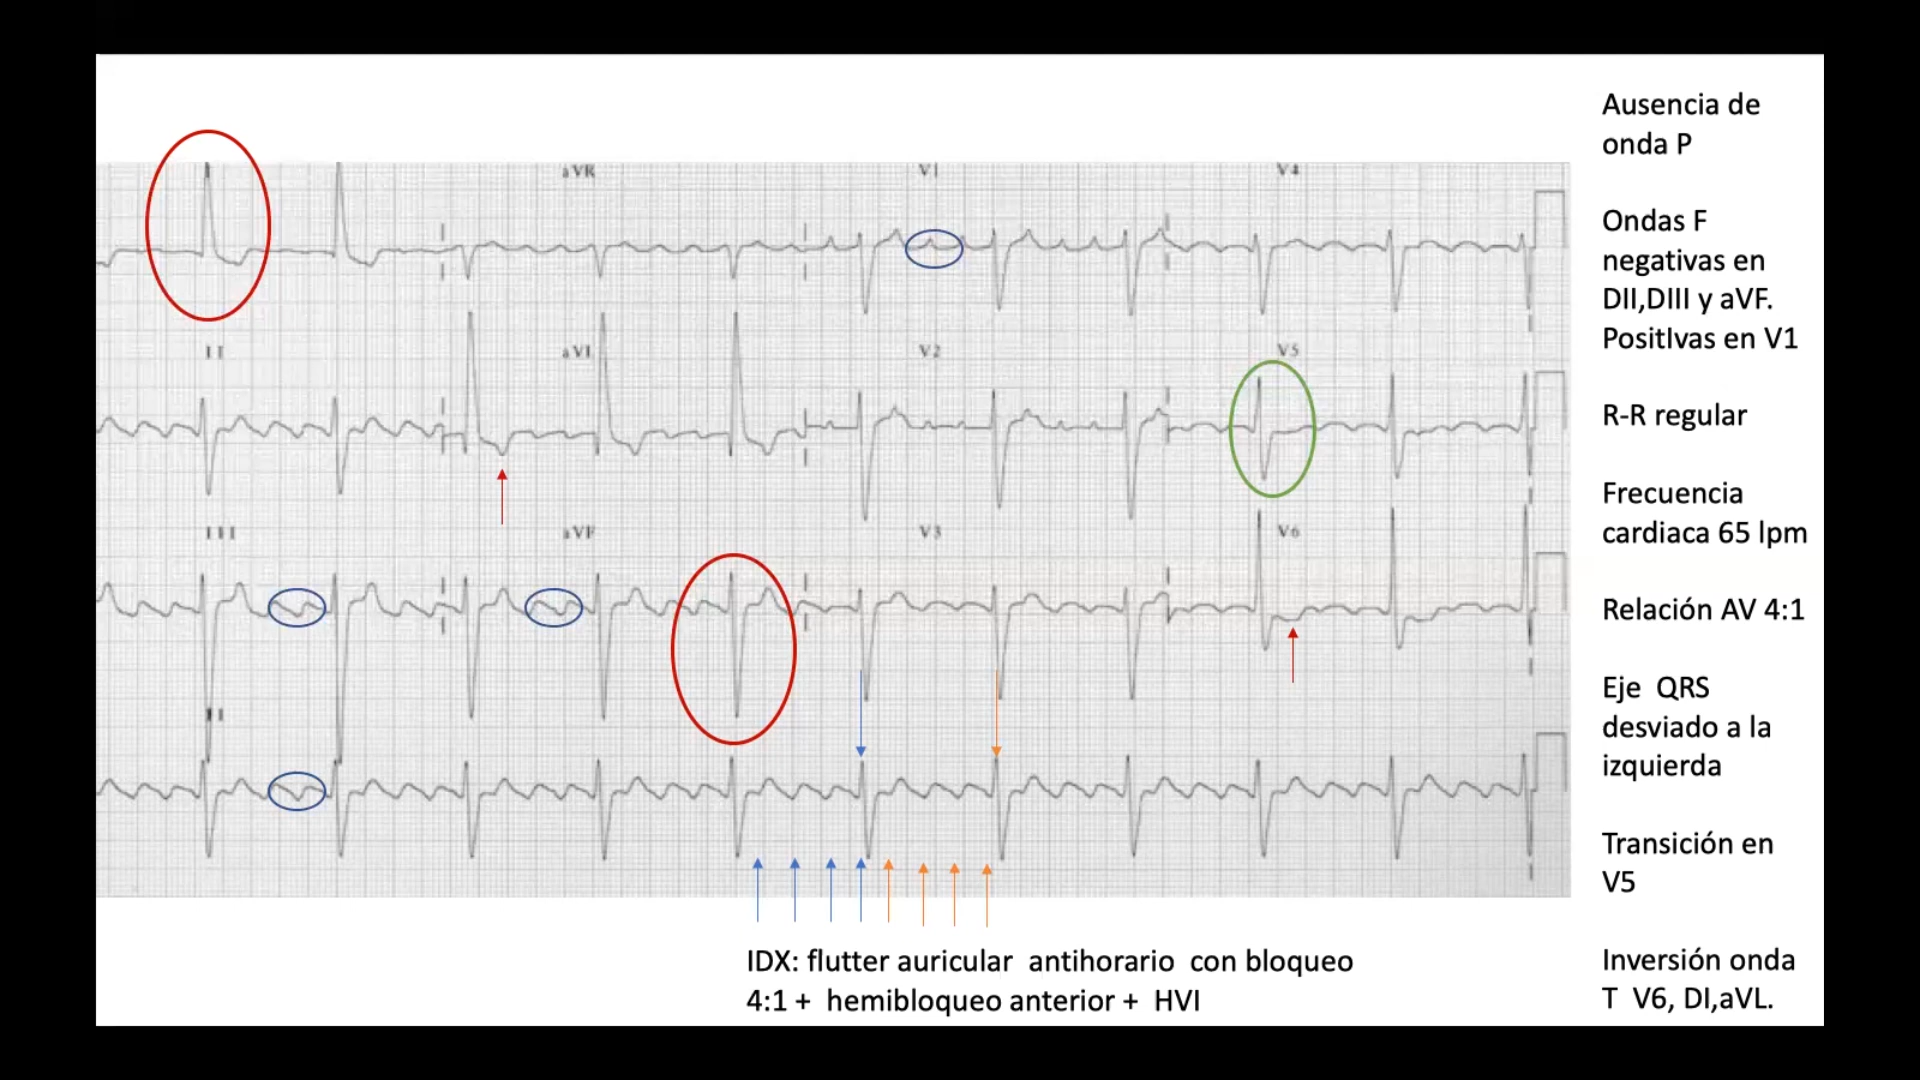 Ausencia de
onda P
Ondas F
negativas en
DII,DIII y aVF.
PositIvas en V1
R-R regular
Frecuencia
cardiaca 65 lpm
Relación AV 4:1
Eje QRS
desviado a la
izquierda
Transición en
V5
Inversión onda
T V6, DI,aVL.
aVR V1 V4
II aVL V2 V5
III aVF V3 V6
II
IDX: flutter auricular antihorario con bloqueo
4:1 + hemibloqueo anterior + HVI